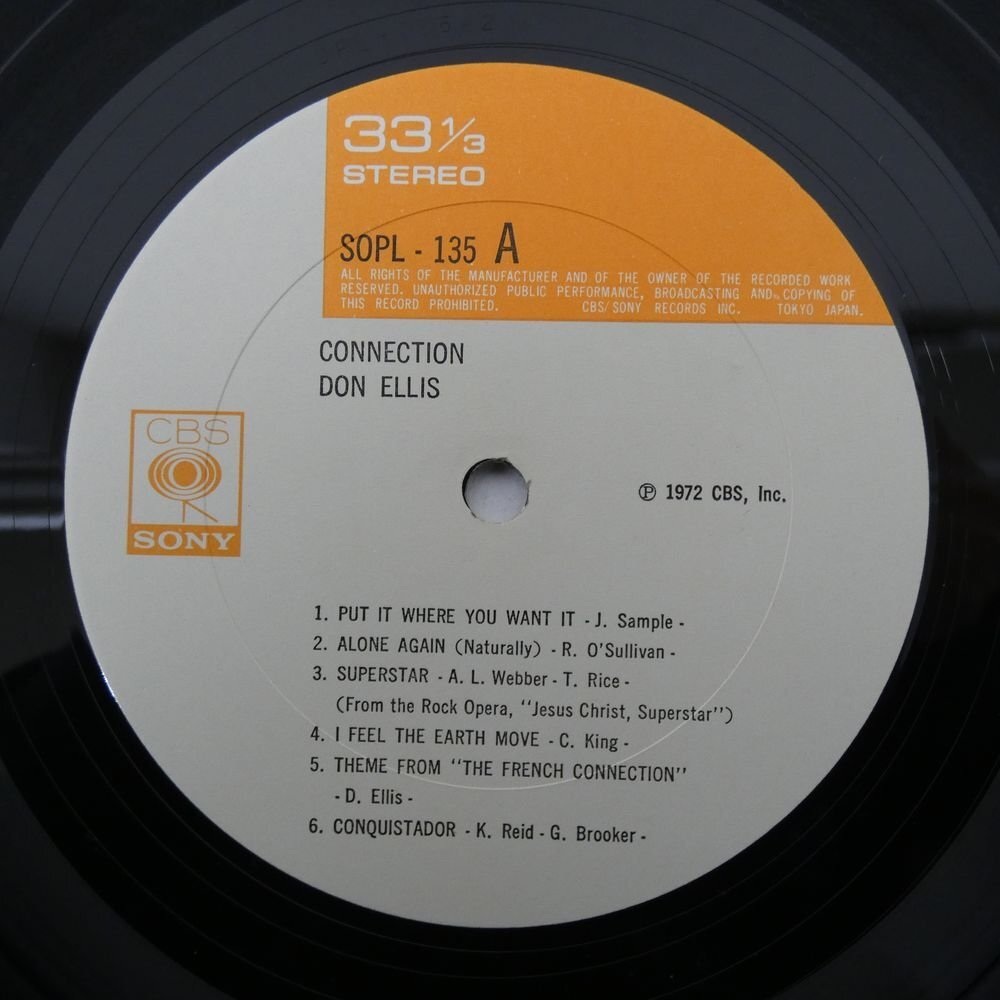 33 1/3
STEREO
SOPL - 135 A
ALL RIGHTS OF THE MANUFACTURER AND OF THE OWNER OF THE RECORDED WORK
RESERVED. UNAUTHORIZED PUBLIC PERFORMANCE, BROADCASTING AND COPYING OF
THIS RECORD PROHIBITED. CBS/SONY RECORDS INC. TOKYO JAPAN.
CONNECTION
DON ELLIS
CBS
SONY
℗ 1972 CBS, Inc.
1. PUT IT WHERE YOU WANT IT - J. Sample -
2. ALONE AGAIN (Naturally) - R. O'Sullivan -
3. SUPERSTAR - A. L. Webber - T. Rice -
(From the Rock Opera, "Jesus Christ, Superstar")
4. I FEEL THE EARTH MOVE - C. King -
5. THEME FROM "THE FRENCH CONNECTION"
- D. Ellis -
6. CONQUISTADOR - K. Reid - G. Brooker -